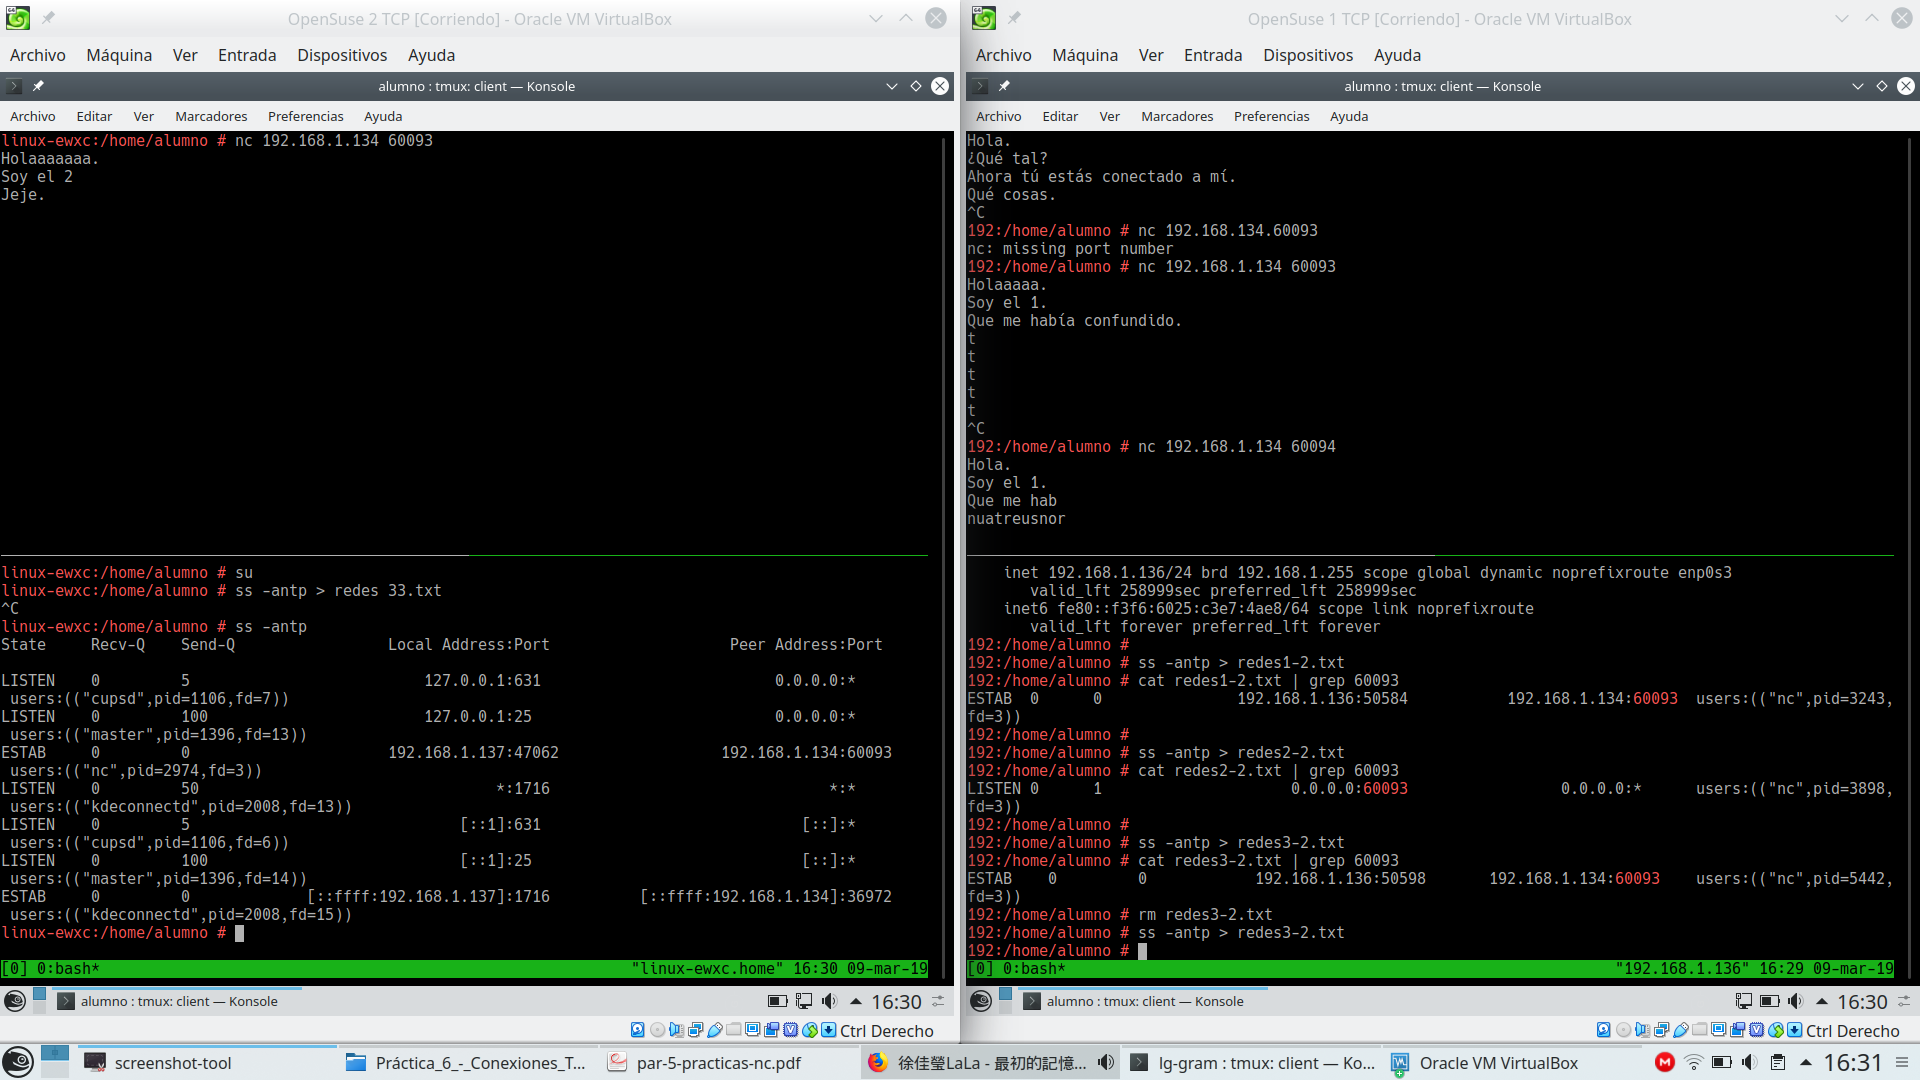 OpenSuse 2 TCP [Corriendo] - Oracle VM VirtualBox
Archivo Máquina Ver Entrada Dispositivos Ayuda
alumno : tmux: client — Konsole
Archivo Editar Ver Marcadores Preferencias Ayuda
linux-ewxc:/home/alumno # nc 192.168.1.134 60093
Holaaaaaaa.
Soy el 2
Jeje.
linux-ewxc:/home/alumno # su
linux-ewxc:/home/alumno # ss -antp > redes 33.txt
^C
linux-ewxc:/home/alumno # ss -antp
State Recv-Q Send-Q Local Address:Port Peer Address:Port
LISTEN 0 5 127.0.0.1:631 0.0.0.0:*
users:(("cupsd",pid=1106,fd=7))
LISTEN 0 100 127.0.0.1:25 0.0.0.0:*
users:(("master",pid=1396,fd=13))
ESTAB 0 0 192.168.1.137:47062 192.168.1.134:60093
users:(("nc",pid=2974,fd=3))
LISTEN 0 50 *:1716 *:*
users:(("kdeconnectd",pid=2008,fd=13))
LISTEN 0 5 [::1]:631 [::]:*
users:(("cupsd",pid=1106,fd=6))
LISTEN 0 100 [::1]:25 [::]:*
users:(("master",pid=1396,fd=14))
ESTAB 0 0 [::ffff:192.168.1.137]:1716 [::ffff:192.168.1.134]:36972
users:(("kdeconnectd",pid=2008,fd=15))
linux-ewxc:/home/alumno #
[0] 0:bash* "linux-ewxc.home" 16:30 09-mar-19
alumno : tmux: client — Konsole 16:30
Ctrl Derecho
OpenSuse 1 TCP [Corriendo] - Oracle VM VirtualBox
Archivo Máquina Ver Entrada Dispositivos Ayuda
alumno : tmux: client — Konsole
Archivo Editar Ver Marcadores Preferencias Ayuda
Hola.
¿Qué tal?
Ahora tú estás conectado a mí.
Qué cosas.
^C
192:/home/alumno # nc 192.168.134.60093
nc: missing port number
192:/home/alumno # nc 192.168.1.134 60093
Holaaaaa.
Soy el 1.
Que me había confundido.
t
t
t
t
t
^C
192:/home/alumno # nc 192.168.1.134 60094
Hola.
Soy el 1.
Que me hab
nuatreusnor
inet 192.168.1.136/24 brd 192.168.1.255 scope global dynamic noprefixroute enp0s3
valid_lft 258999sec preferred_lft 258999sec
inet6 fe80::f3f6:6025:c3e7:4ae8/64 scope link noprefixroute
valid_lft forever preferred_lft forever
192:/home/alumno #
192:/home/alumno # ss -antp > redes1-2.txt
192:/home/alumno # cat redes1-2.txt | grep 60093
ESTAB 0 0 192.168.1.136:50584 192.168.1.134:60093 users:(("nc",pid=3243,
fd=3))
192:/home/alumno #
192:/home/alumno # ss -antp > redes2-2.txt
192:/home/alumno # cat redes2-2.txt | grep 60093
LISTEN 0 1 0.0.0.0:60093 0.0.0.0:* users:(("nc",pid=3898,
fd=3))
192:/home/alumno #
192:/home/alumno # ss -antp > redes3-2.txt
192:/home/alumno # cat redes3-2.txt | grep 60093
ESTAB 0 0 192.168.1.136:50598 192.168.1.134:60093 users:(("nc",pid=5442,
fd=3))
192:/home/alumno # rm redes3-2.txt
192:/home/alumno # ss -antp > redes3-2.txt
192:/home/alumno #
[0] 0:bash* "192.168.1.136" 16:29 09-mar-19
alumno : tmux: client — Konsole 16:30
Ctrl Derecho
screenshot-tool Práctica_6_-_Conexiones_T... par-5-practicas-nc.pdf 徐佳瑩LaLa - 最初的記憶... lg-gram : tmux: client — Ko... Oracle VM VirtualBox 16:31